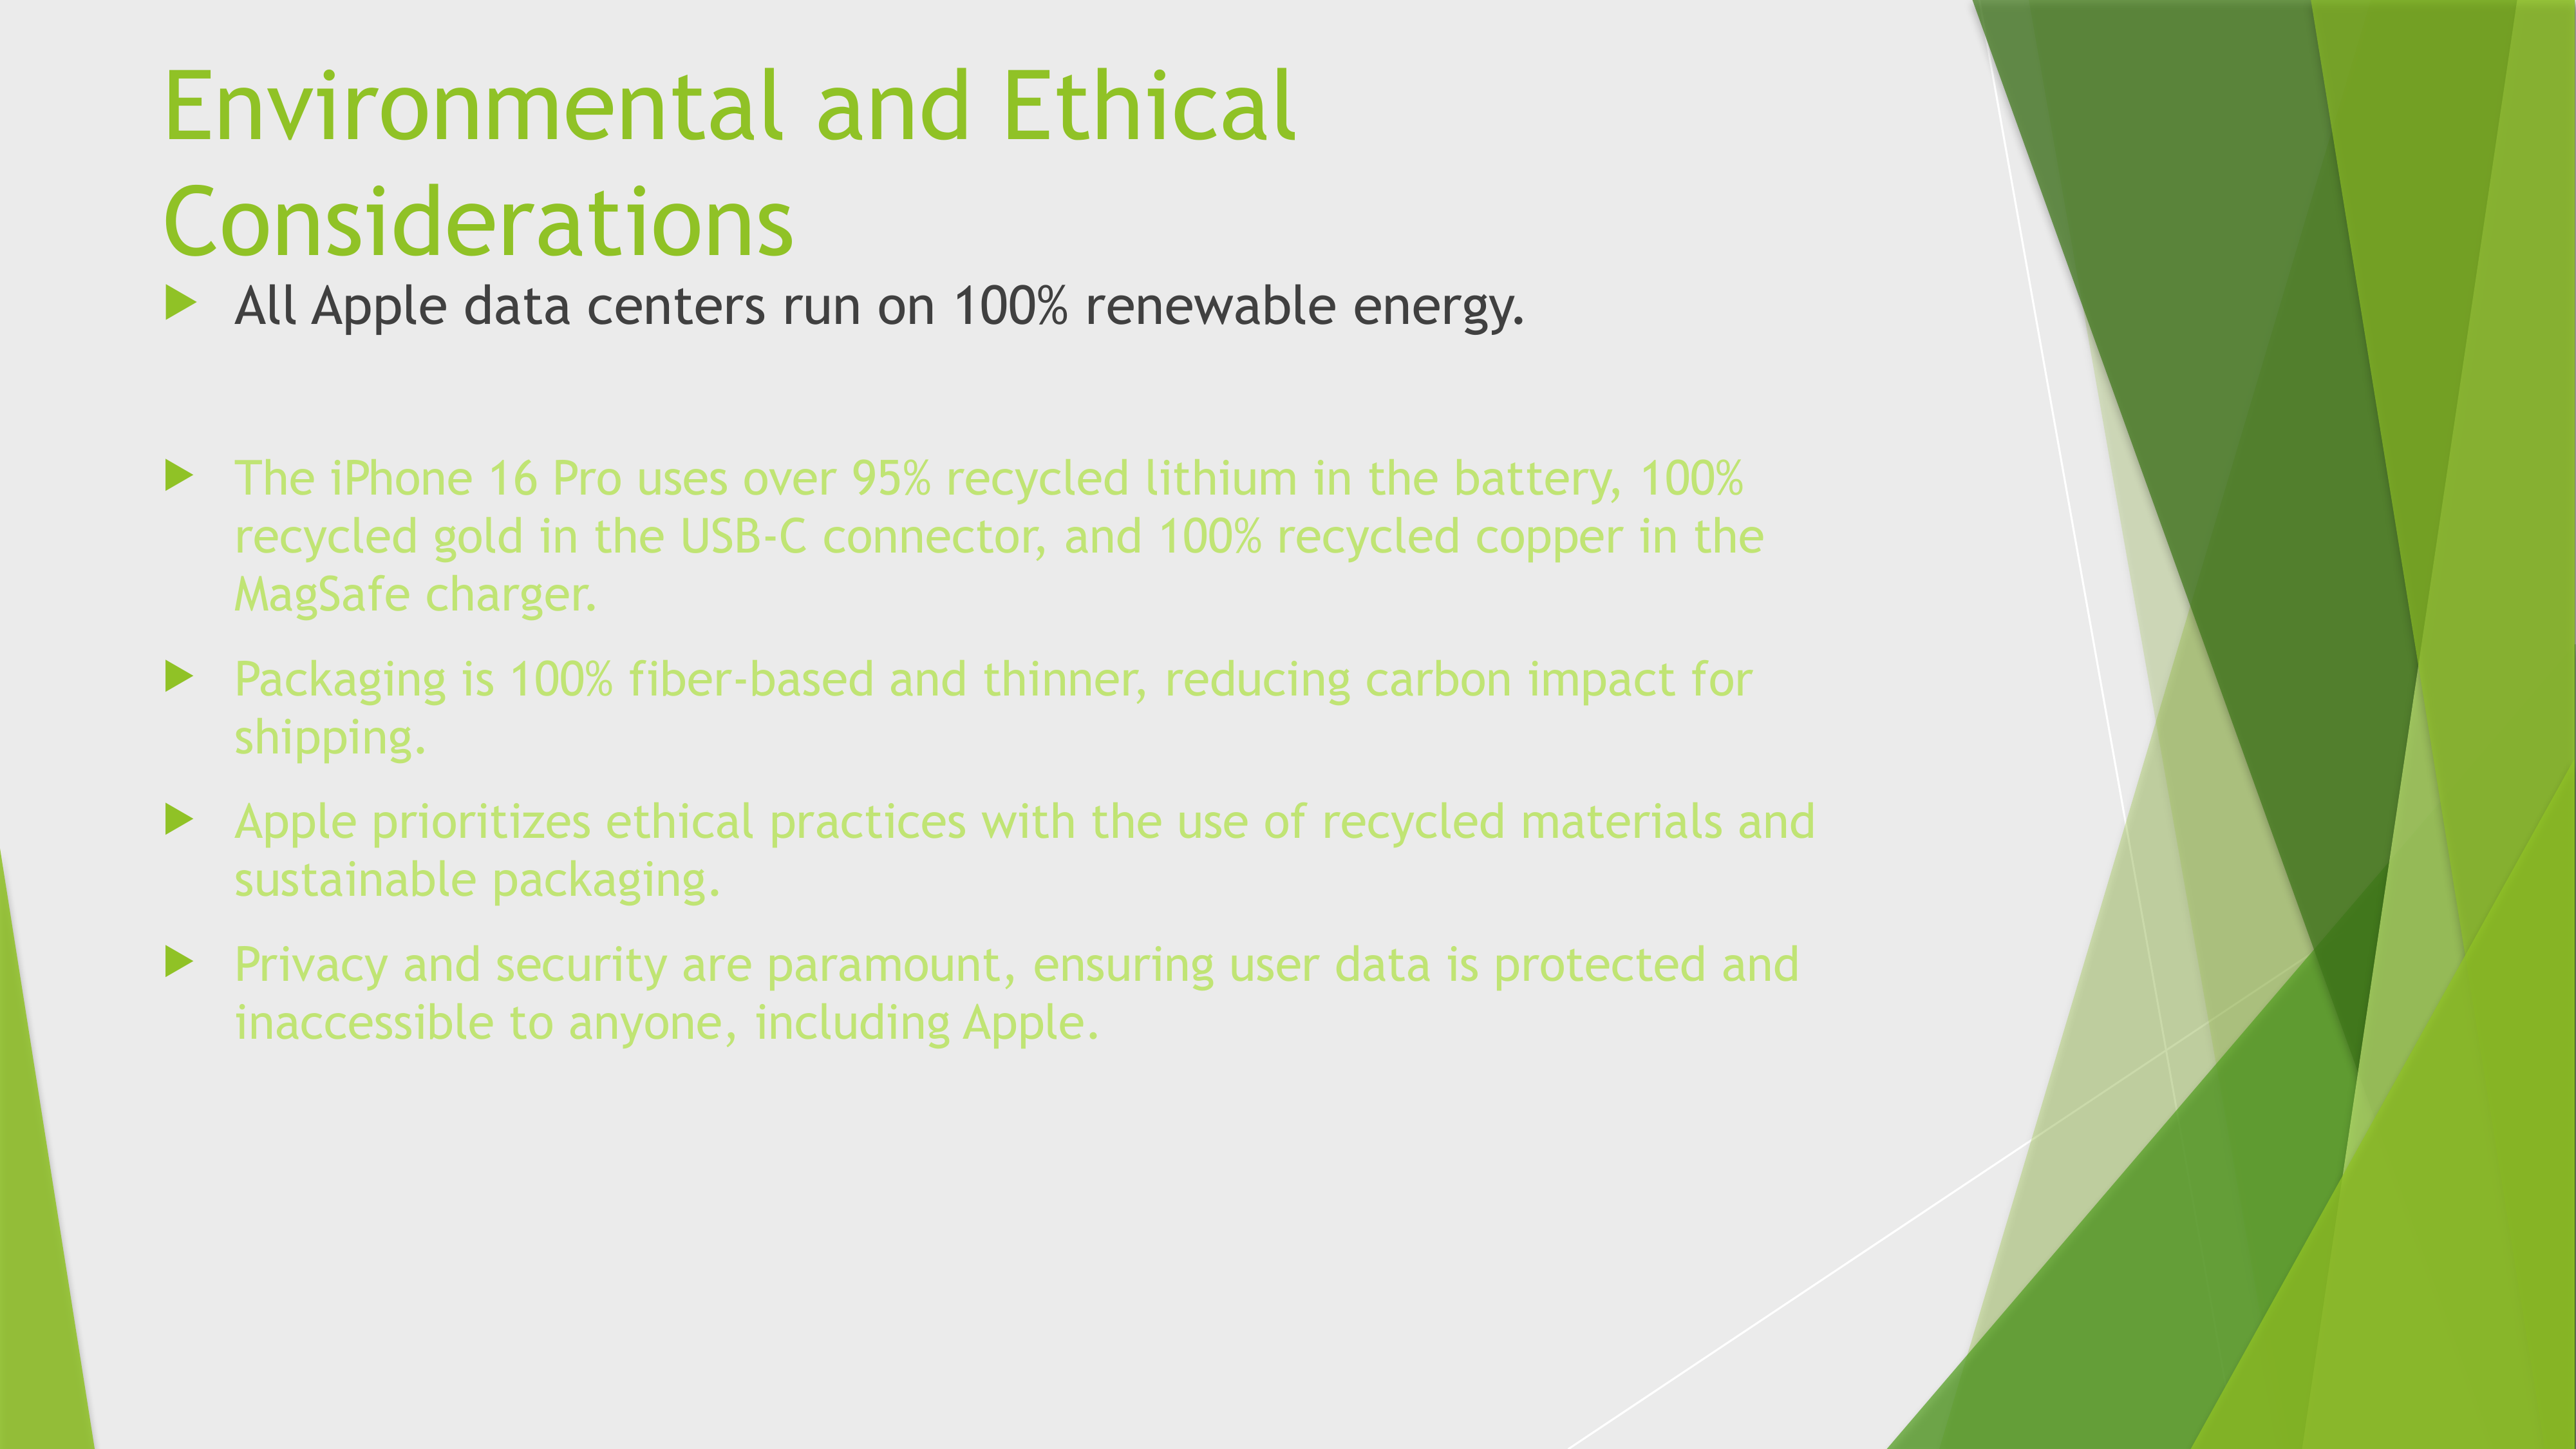 Environmental and Ethical
Considerations
All Apple data centers run on 100% renewable energy.
The iPhone 16 Pro uses over 95% recycled lithium in the battery, 100%
recycled gold in the USB-C connector, and 100% recycled copper in the
MagSafe charger.
Packaging is 100% fiber-based and thinner, reducing carbon impact for
shipping.
Apple prioritizes ethical practices with the use of recycled materials and
sustainable packaging.
Privacy and security are paramount, ensuring user data is protected and
inaccessible to anyone, including Apple.